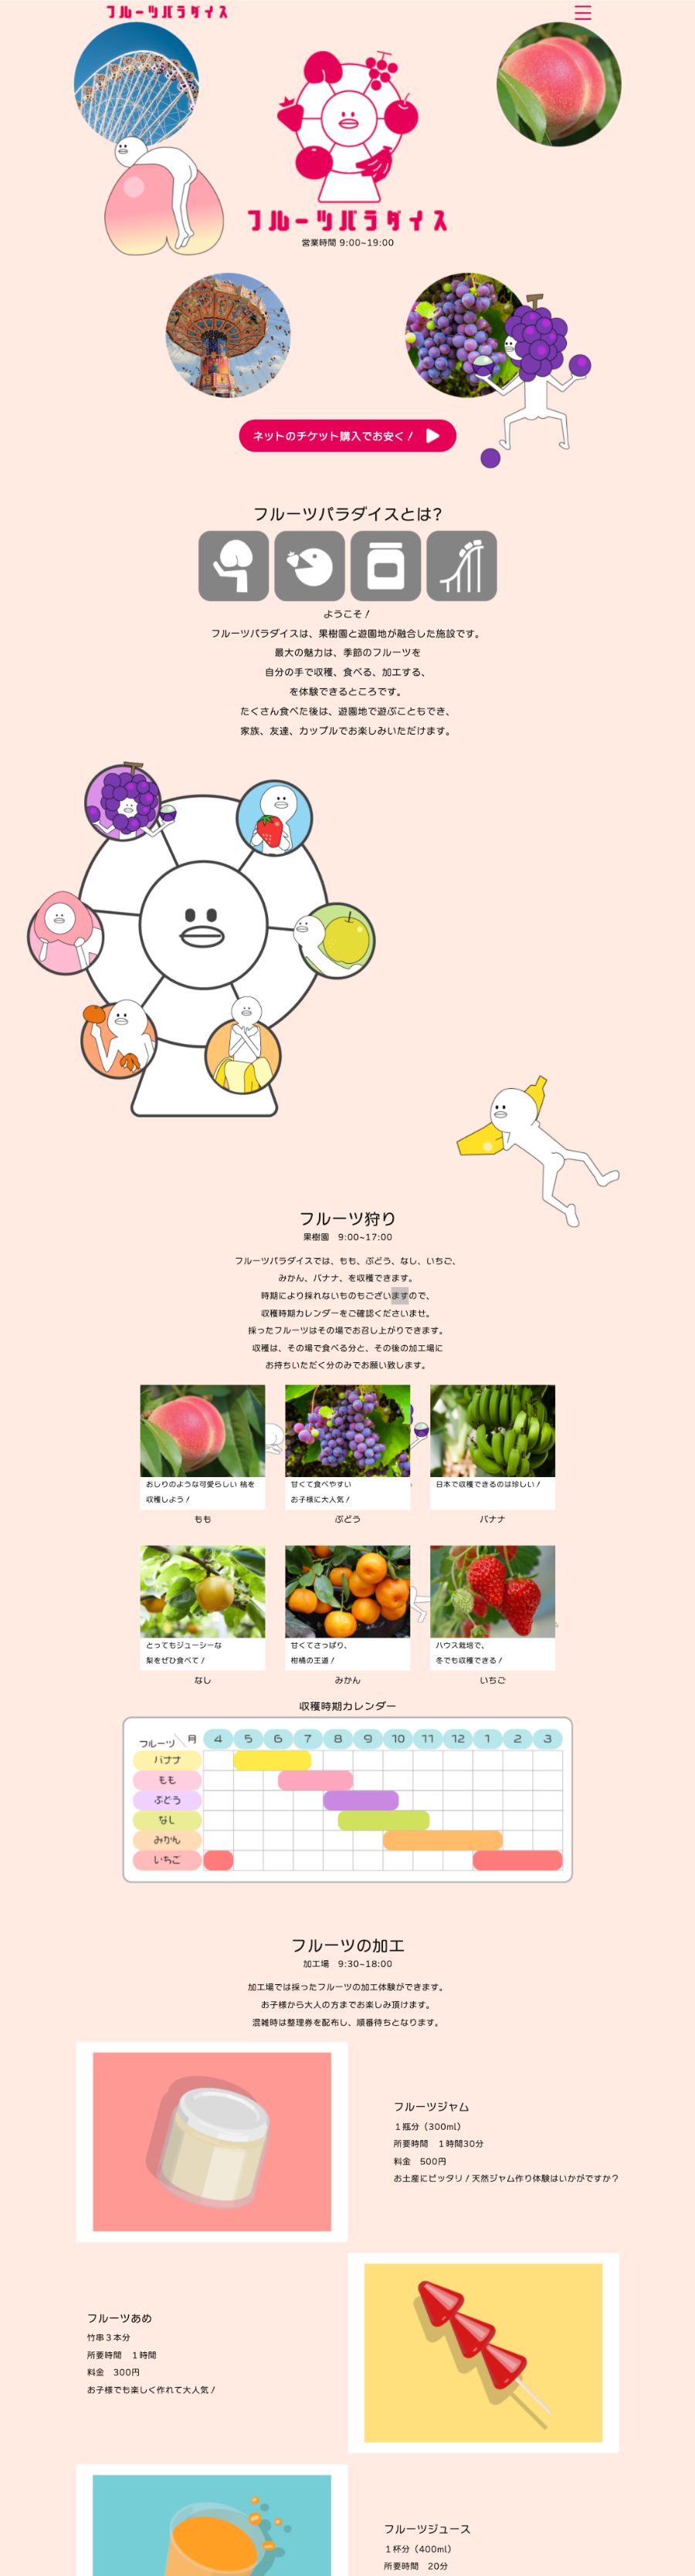 フルーツパラダイス
フルーツパラダイス
営業時間 9:00~19:00
ネットのチケット購入でお安く！
フルーツパラダイスとは?
ようこそ！
フルーツパラダイスは、果樹園と遊園地が融合した施設です。
最大の魅力は、季節のフルーツを
自分の手で収穫、食べる、加工する、
を体験できるところです。
たくさん食べた後は、遊園地で遊ぶこともでき、
家族、友達、カップルでお楽しみいただけます。
フルーツ狩り
果樹園　9:00~17:00
フルーツパラダイスでは、もも、ぶどう、なし、いちご、
みかん、バナナ、を収穫できます。
時期により採れないものもございますので、
収穫時期カレンダーをご確認くださいませ。
採ったフルーツはその場でお召し上がりできます。
収穫は、その場で食べる分と、その後の加工場に
お持ちいただく分のみでお願い致します。
おしりのような可愛らしい 桃を
収穫しよう！
もも
甘くて食べやすい
お子様に大人気！
ぶどう
日本で収穫できるのは珍しい！
バナナ
とってもジューシーな
梨をぜひ食べて！
なし
甘くてさっぱり、
柑橘の王道！
みかん
ハウス栽培で、
冬でも収穫できる！
いちご
収穫時期カレンダー
フルーツ 月 4 5 6 7 8 9 10 11 12 1 2 3
バナナ
もも
ぶどう
なし
みかん
いちご
フルーツの加工
加工場　9:30~18:00
加工場では採ったフルーツの加工体験ができます。
お子様から大人の方までお楽しみ頂けます。
混雑時は整理券を配布し、順番待ちとなります。
フルーツジャム
１瓶分（300ml）
所要時間　１時間30分
料金　500円
お土産にピッタリ！天然ジャム作り体験はいかがですか？
フルーツあめ
竹串３本分
所要時間　１時間
料金　300円
お子様でも楽しく作れて大人気！
フルーツジュース
１杯分（400ml）
所要時間　20分